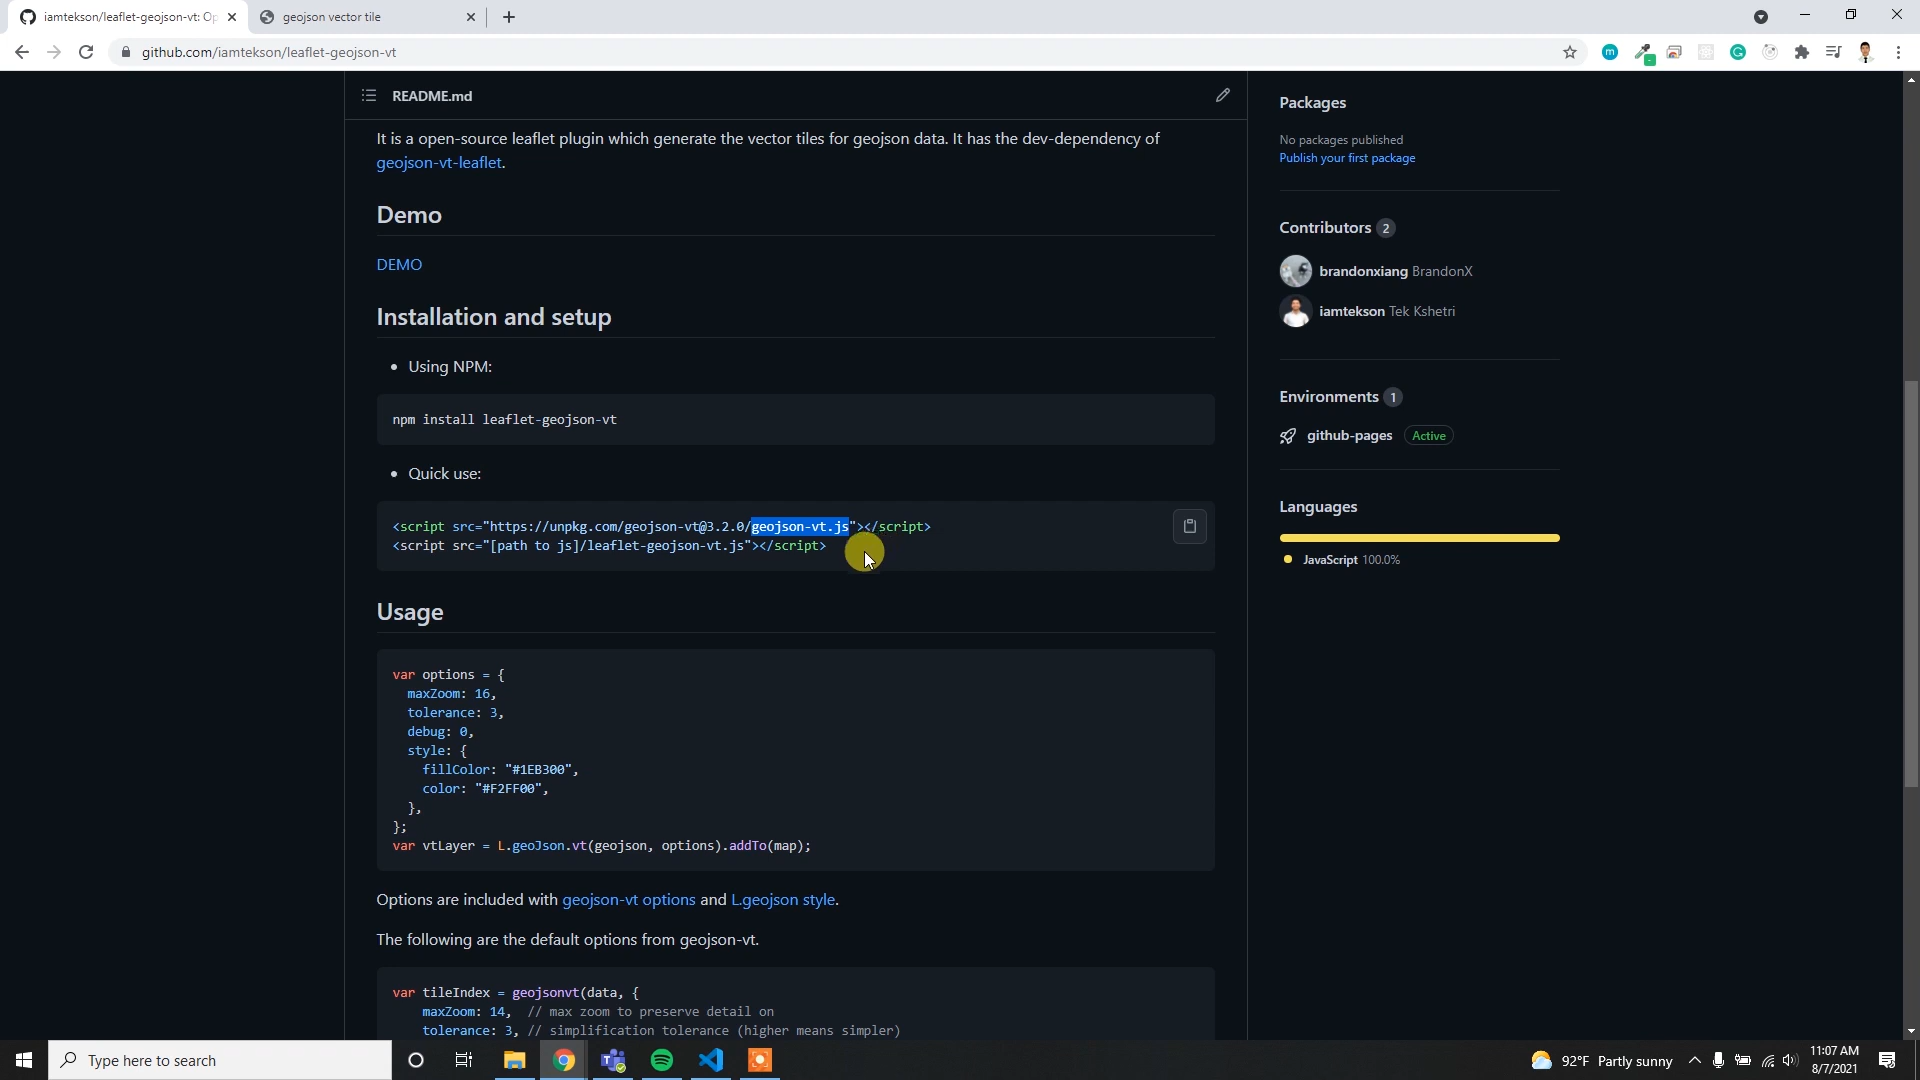 iamtekson/leaflet-geojson-vt: Op
geojson vector tile
github.com/iamtekson/leaflet-geojson-vt
README.md
It is a open-source leaflet plugin which generate the vector tiles for geojson data. It has the dev-dependency of
geojson-vt-leaflet.
Demo
DEMO
Installation and setup
Using NPM:
npm install leaflet-geojson-vt
Quick use:
<script src="https://unpkg.com/geojson-vt@3.2.0/geojson-vt.js"></script>
<script src="[path to js]/leaflet-geojson-vt.js"></script>
Usage
var options = {
maxZoom: 16,
tolerance: 3,
debug: 0,
style: {
fillColor: "#1EB300",
color: "#F2FF00",
},
};
var vtLayer = L.geoJson.vt(geojson, options).addTo(map);
Options are included with geojson-vt options and L.geojson style.
The following are the default options from geojson-vt.
var tileIndex = geojsonvt(data, {
maxZoom: 14, // max zoom to preserve detail on
tolerance: 3, // simplification tolerance (higher means simpler)
Packages
No packages published
Publish your first package
Contributors 2
brandonxiang BrandonX
iamtekson Tek Kshetri
Environments 1
github-pages Active
Languages
JavaScript 100.0%
Type here to search
92°F Partly sunny
11:07 AM
8/7/2021